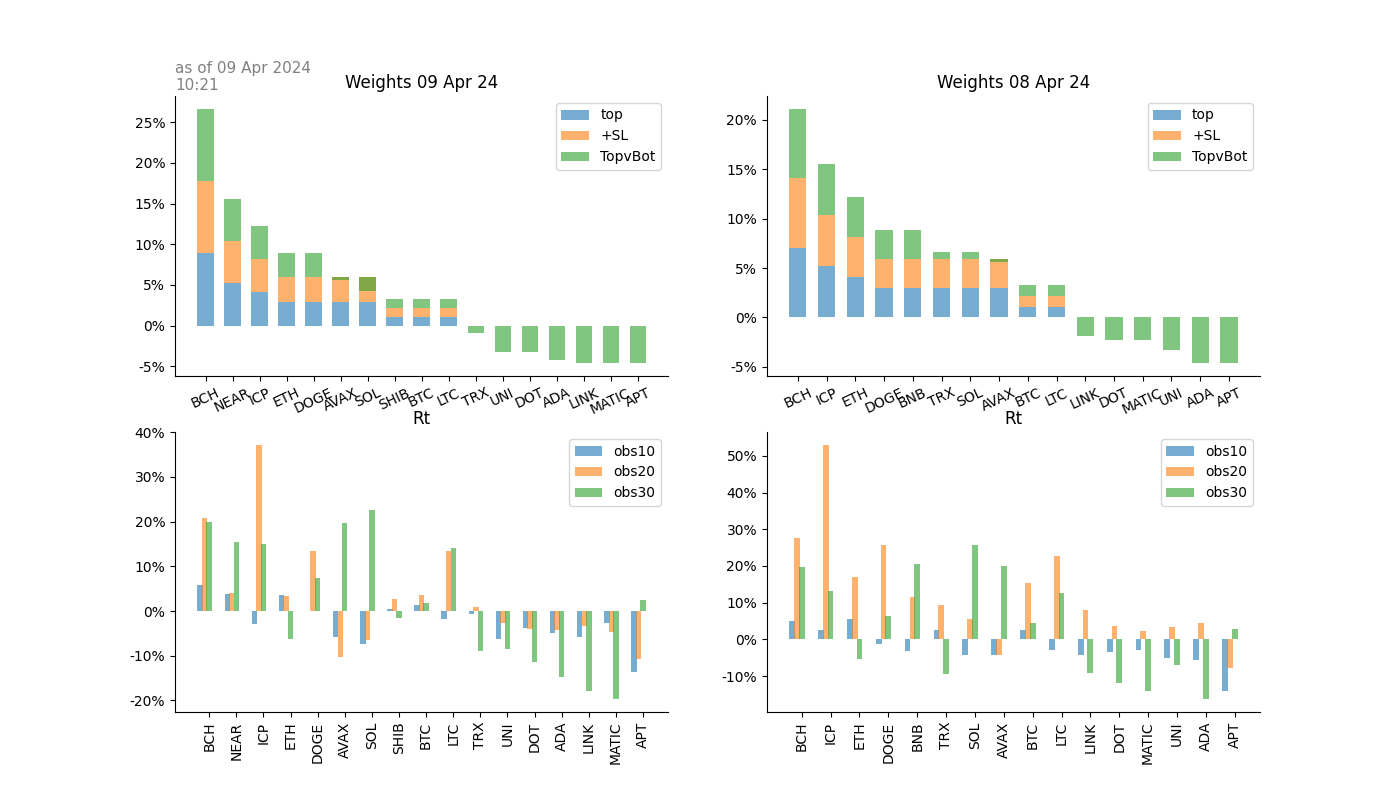 as of 09 Apr 2024
10:21
Weights 09 Apr 24
25%
20%
15%
10%
5%
0%
-5%
top
+SL
TopvBot
BCH NEAR ICP ETH DOGE AVAX SOL SHIB BTC LTC TRX UNI DOT ADA LINK MATIC APT
Weights 08 Apr 24
20%
15%
10%
5%
0%
-5%
top
+SL
TopvBot
BCH ICP ETH DOGE BNB TRX SOL AVAX BTC LTC LINK DOT MATIC UNI ADA APT
Rt
40%
30%
20%
10%
0%
-10%
-20%
obs10
obs20
obs30
BCH NEAR ICP ETH DOGE AVAX SOL SHIB BTC LTC TRX UNI DOT ADA LINK MATIC APT
Rt
50%
40%
30%
20%
10%
0%
-10%
obs10
obs20
obs30
BCH ICP ETH DOGE BNB TRX SOL AVAX BTC LTC LINK DOT MATIC UNI ADA APT